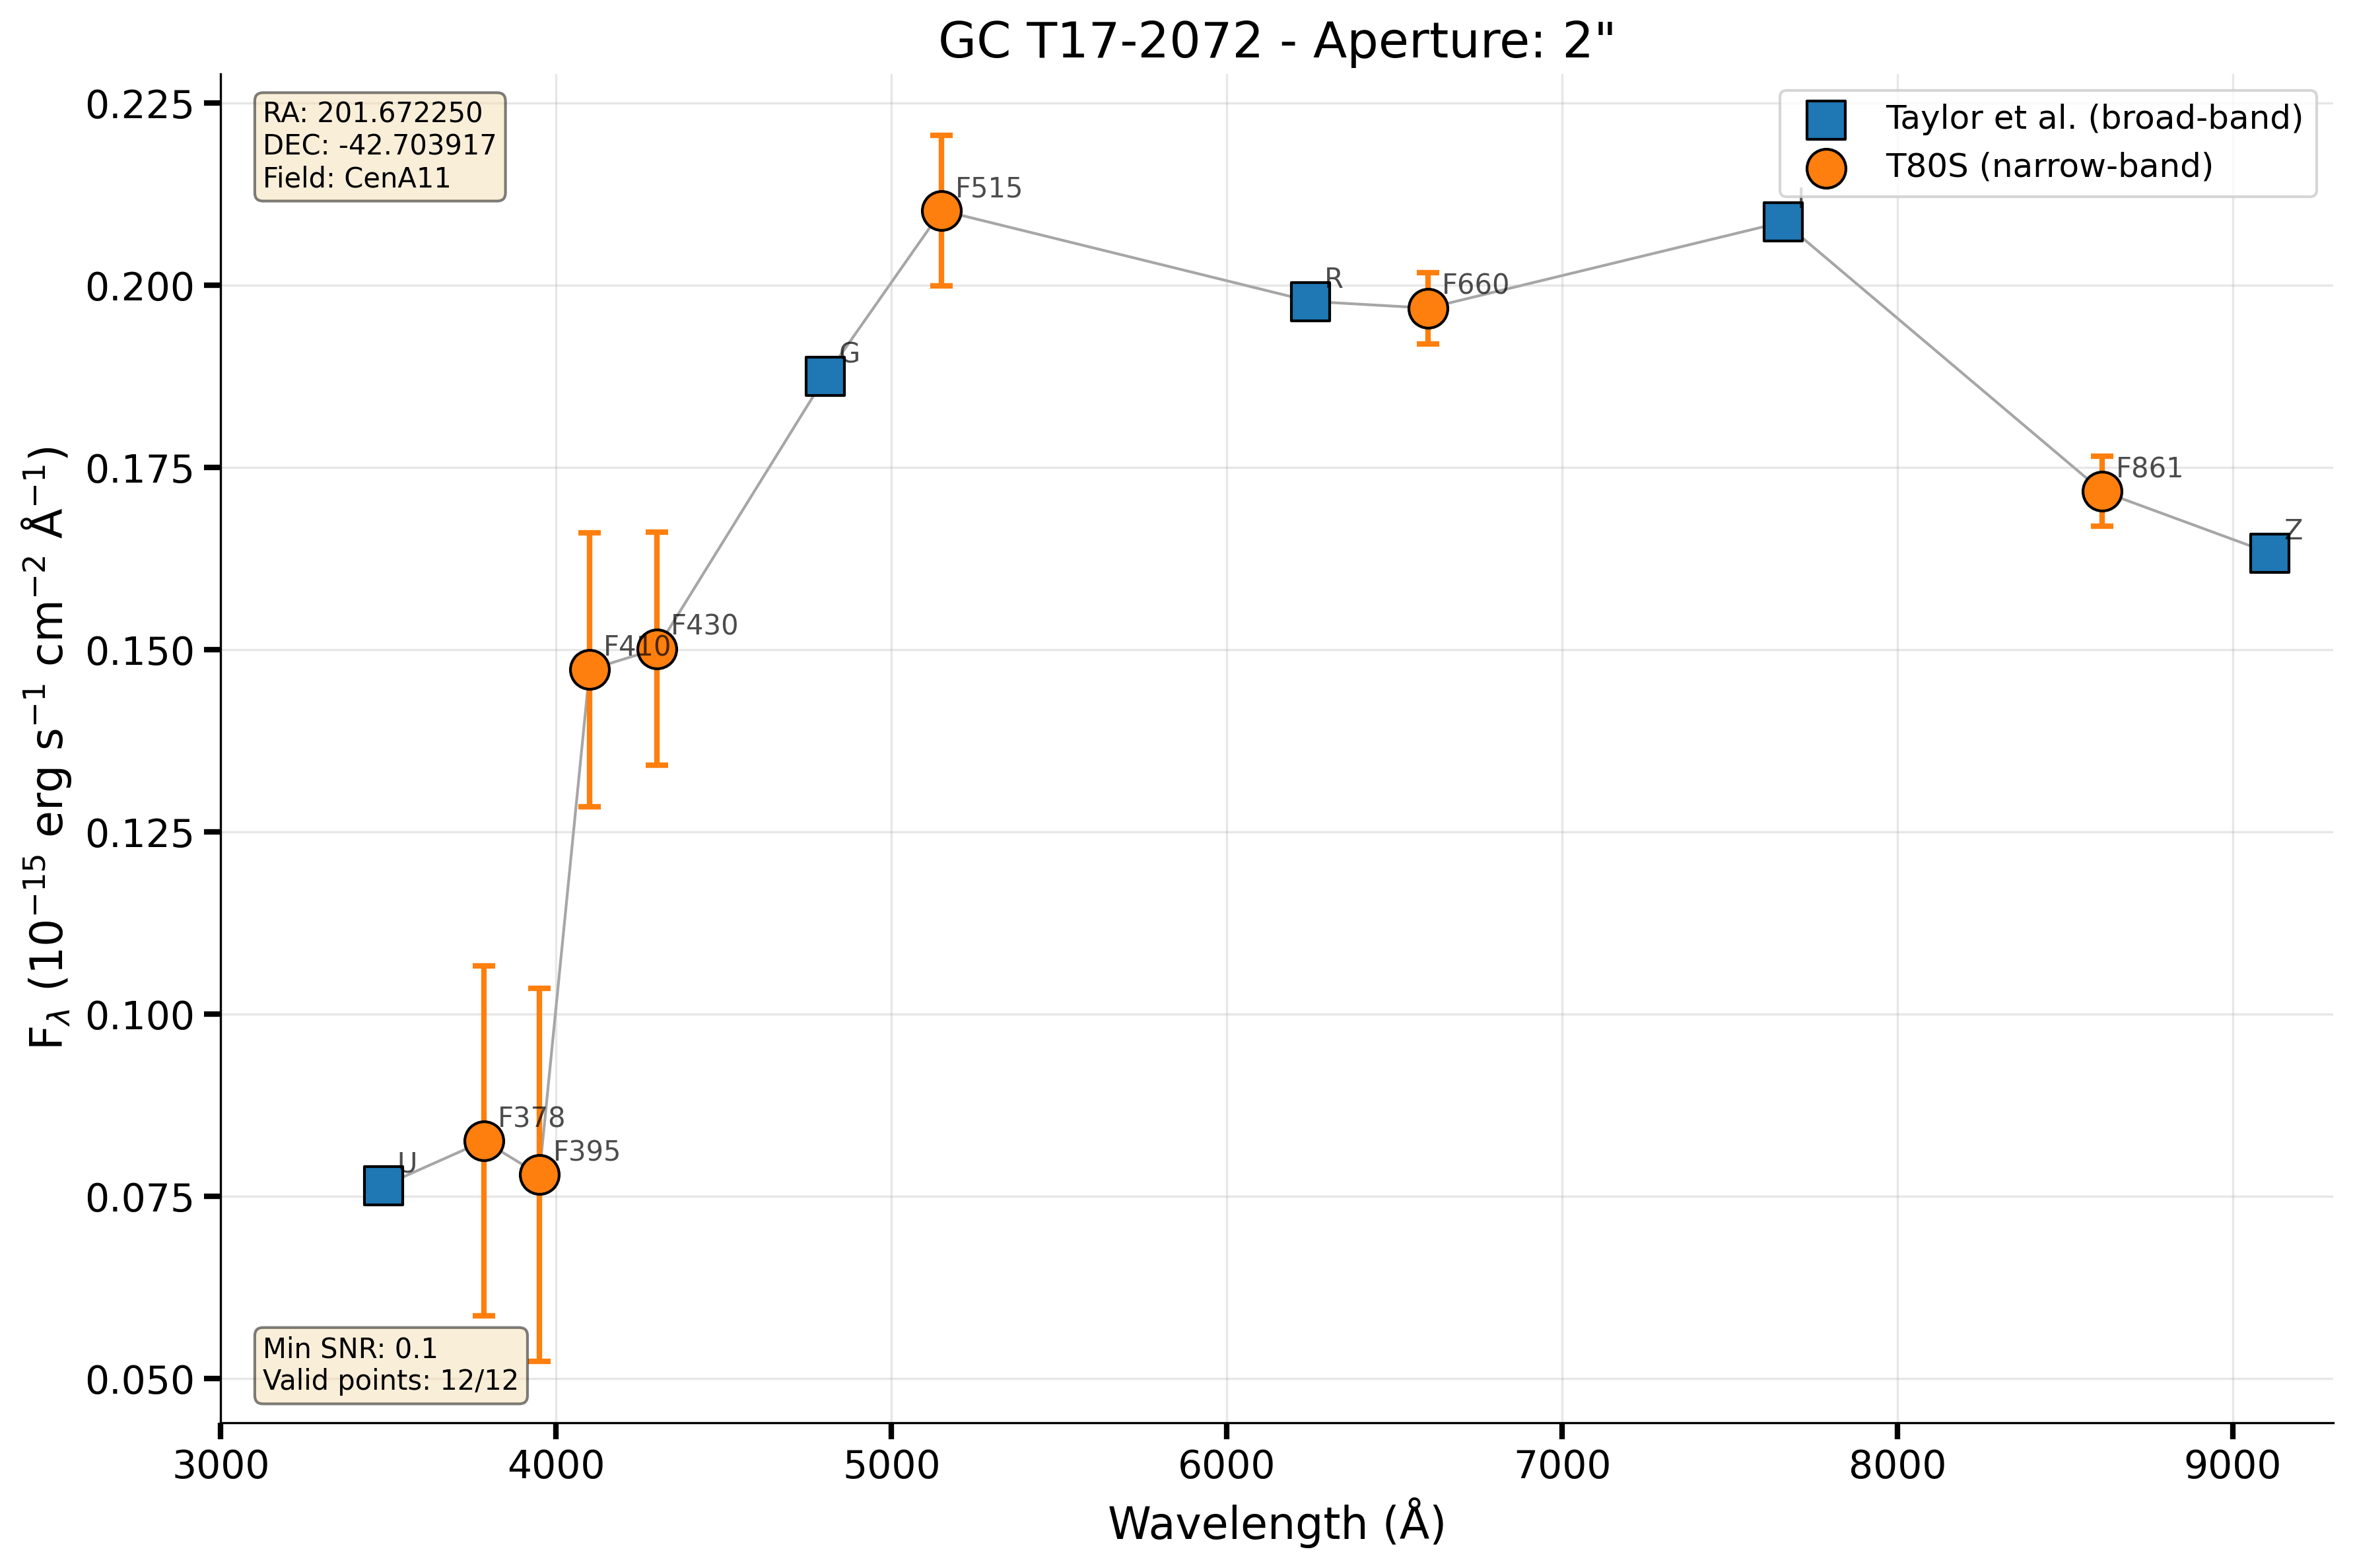 GC T17-2072 - Aperture: 2"
RA: 201.672250
DEC: -42.703917
Field: CenA11
Taylor et al. (broad-band)
T80S (narrow-band)
F515
R
F660
G
F861
Z
F430
F410
F378
F395
U
Min SNR: 0.1
Valid points: 12/12
0.225
0.200
0.175
0.150
0.125
0.100
0.075
0.050
F_λ (10⁻¹⁵ erg s⁻¹ cm⁻² Å⁻¹)
3000 4000 5000 6000 7000 8000 9000
Wavelength (Å)